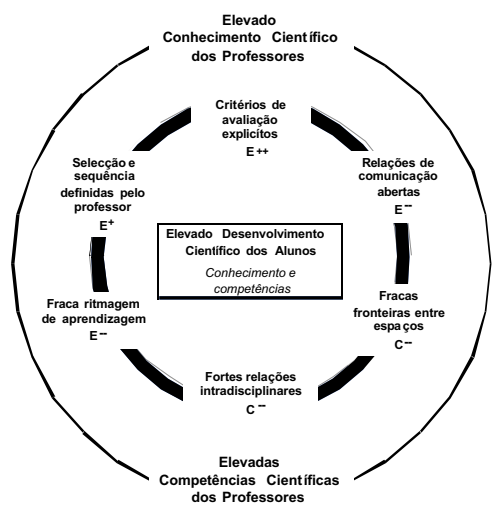 Elevado
Conhecimento Científico
dos Professores
Critérios de
avaliação
explicítos
E ++
Selecção e
sequência
definidas pelo
professor
E+
Relações de
comunicação
abertas
E--
Elevado Desenvolvimento
Científico dos Alunos
Conhecimento e
competências
Fraca ritmagem
de aprendizagem
E--
Fracas
fronteiras entre
espaços
C--
Fortes relações
intradisciplinares
C --
Elevadas
Competências Científicas
dos Professores